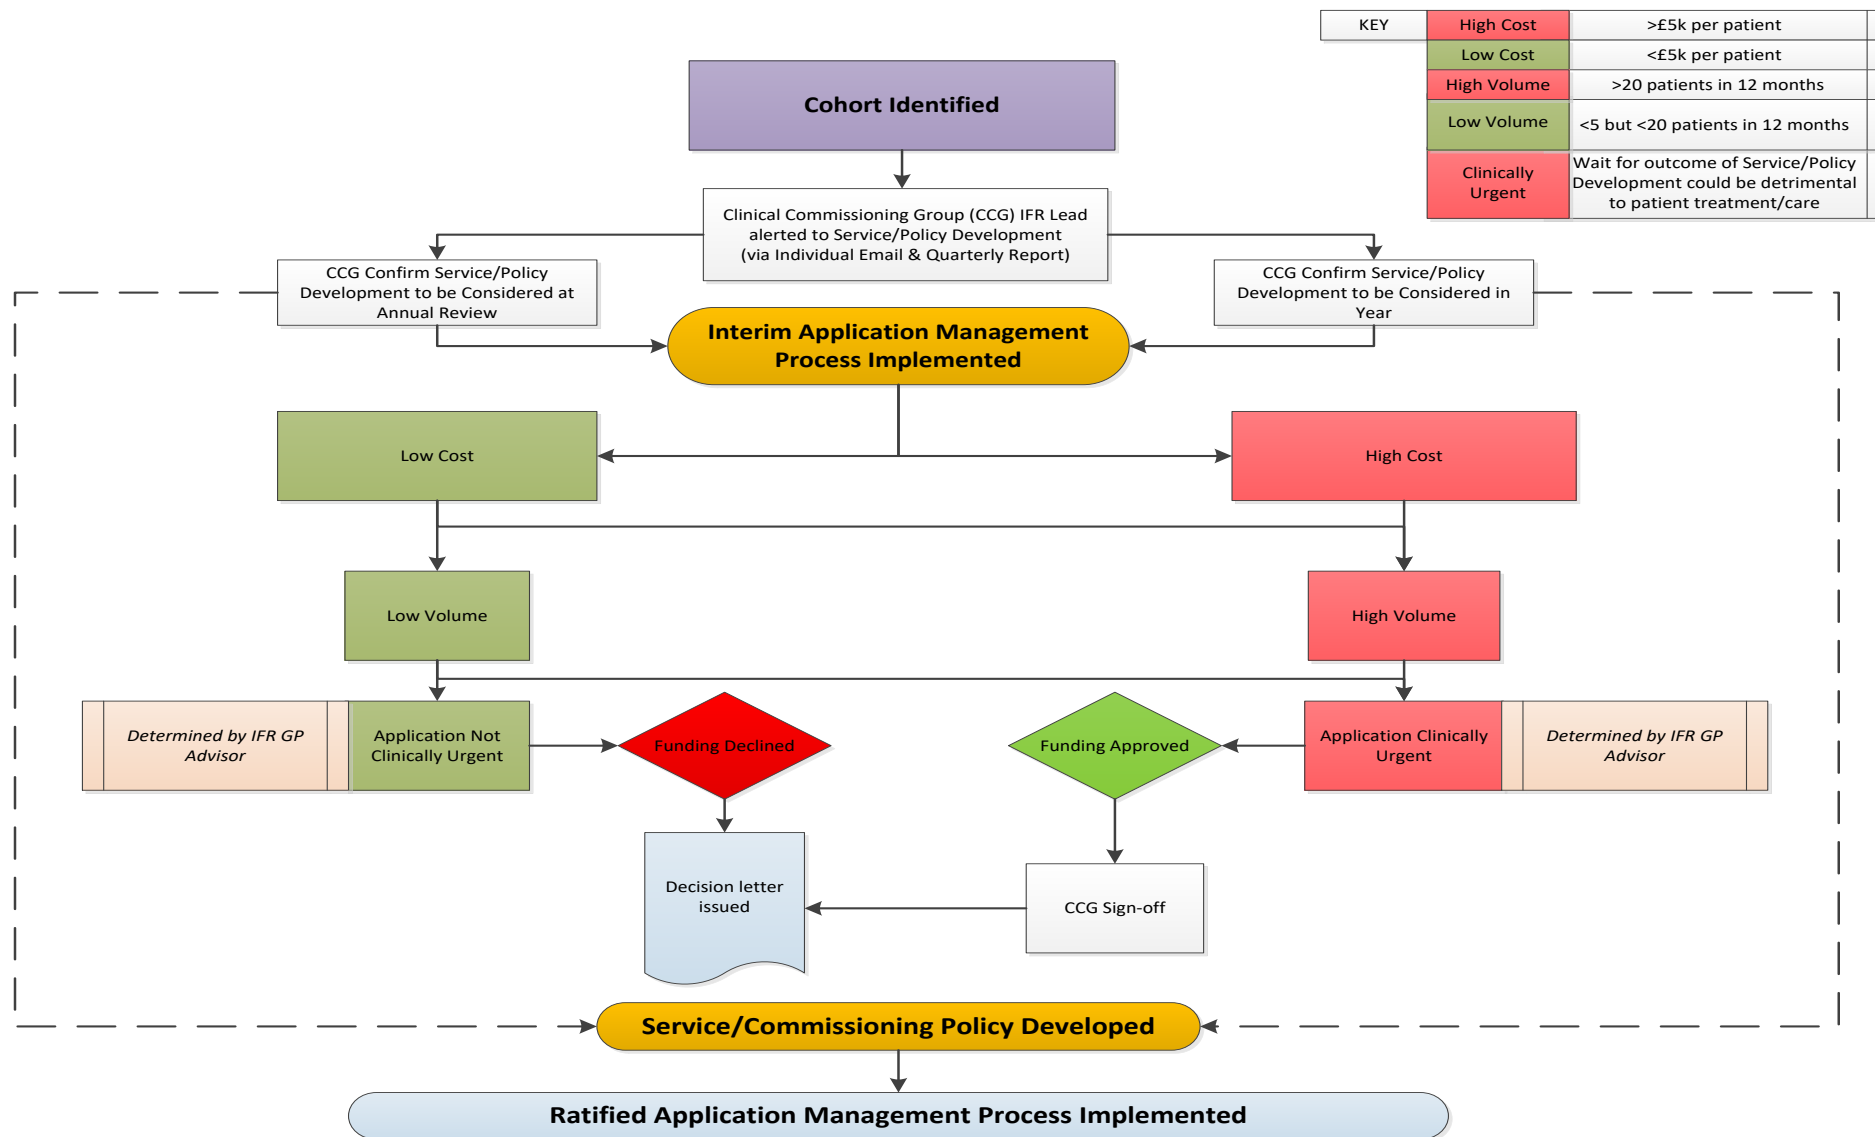 KEY
High Cost
>£5k per patient
Low Cost
<£5k per patient
High Volume
>20 patients in 12 months
Low Volume
<5 but <20 patients in 12 months
Clinically
Urgent
Wait for outcome of Service/Policy
Development could be detrimental
to patient treatment/care
Cohort Identified
Clinical Commissioning Group (CCG) IFR Lead
alerted to Service/Policy Development
(via Individual Email & Quarterly Report)
CCG Confirm Service/Policy
Development to be Considered at
Annual Review
CCG Confirm Service/Policy
Development to be Considered in
Year
Interim Application Management
Process Implemented
Low Cost
High Cost
Low Volume
High Volume
Determined by IFR GP
Advisor
Application Not
Clinically Urgent
Funding Declined
Funding Approved
Application Clinically
Urgent
Determined by IFR GP
Advisor
Decision letter
issued
CCG Sign-off
Service/Commissioning Policy Developed
Ratified Application Management Process Implemented